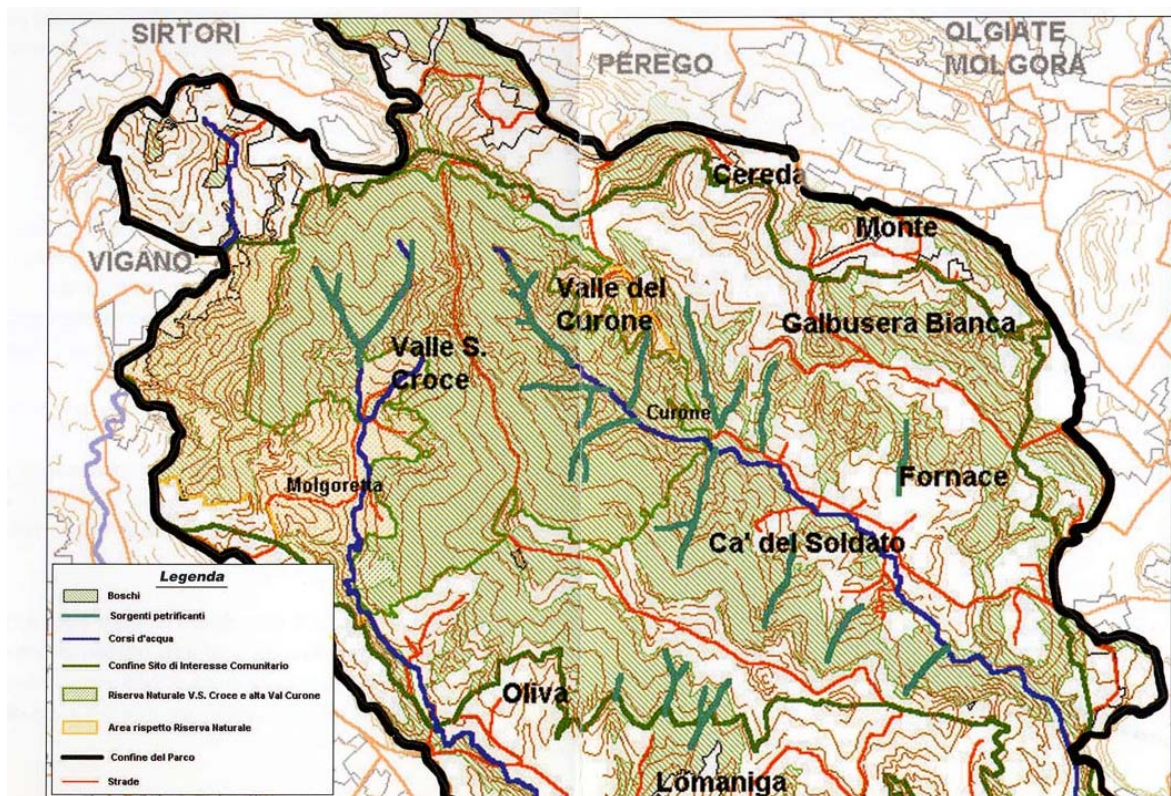 SIRTORI
PEREGO
OLGIATE
MOLGORA
Cereda
Monte
VIGANO'
Valle del
Curone
Galbusera Bianca
Valle S.
Croce
Curone
Fornace
Molgoretta
Ca' del Soldato
Oliva
Lomaniga
Legenda
Boschi
Sorgenti petrificanti
Corsi d'acqua
Confine Sito di Interesse Comunitario
Riserva Naturale V.S. Croce e alta Val Curone
Area rispetto Riserva Naturale
Confine del Parco
Strade